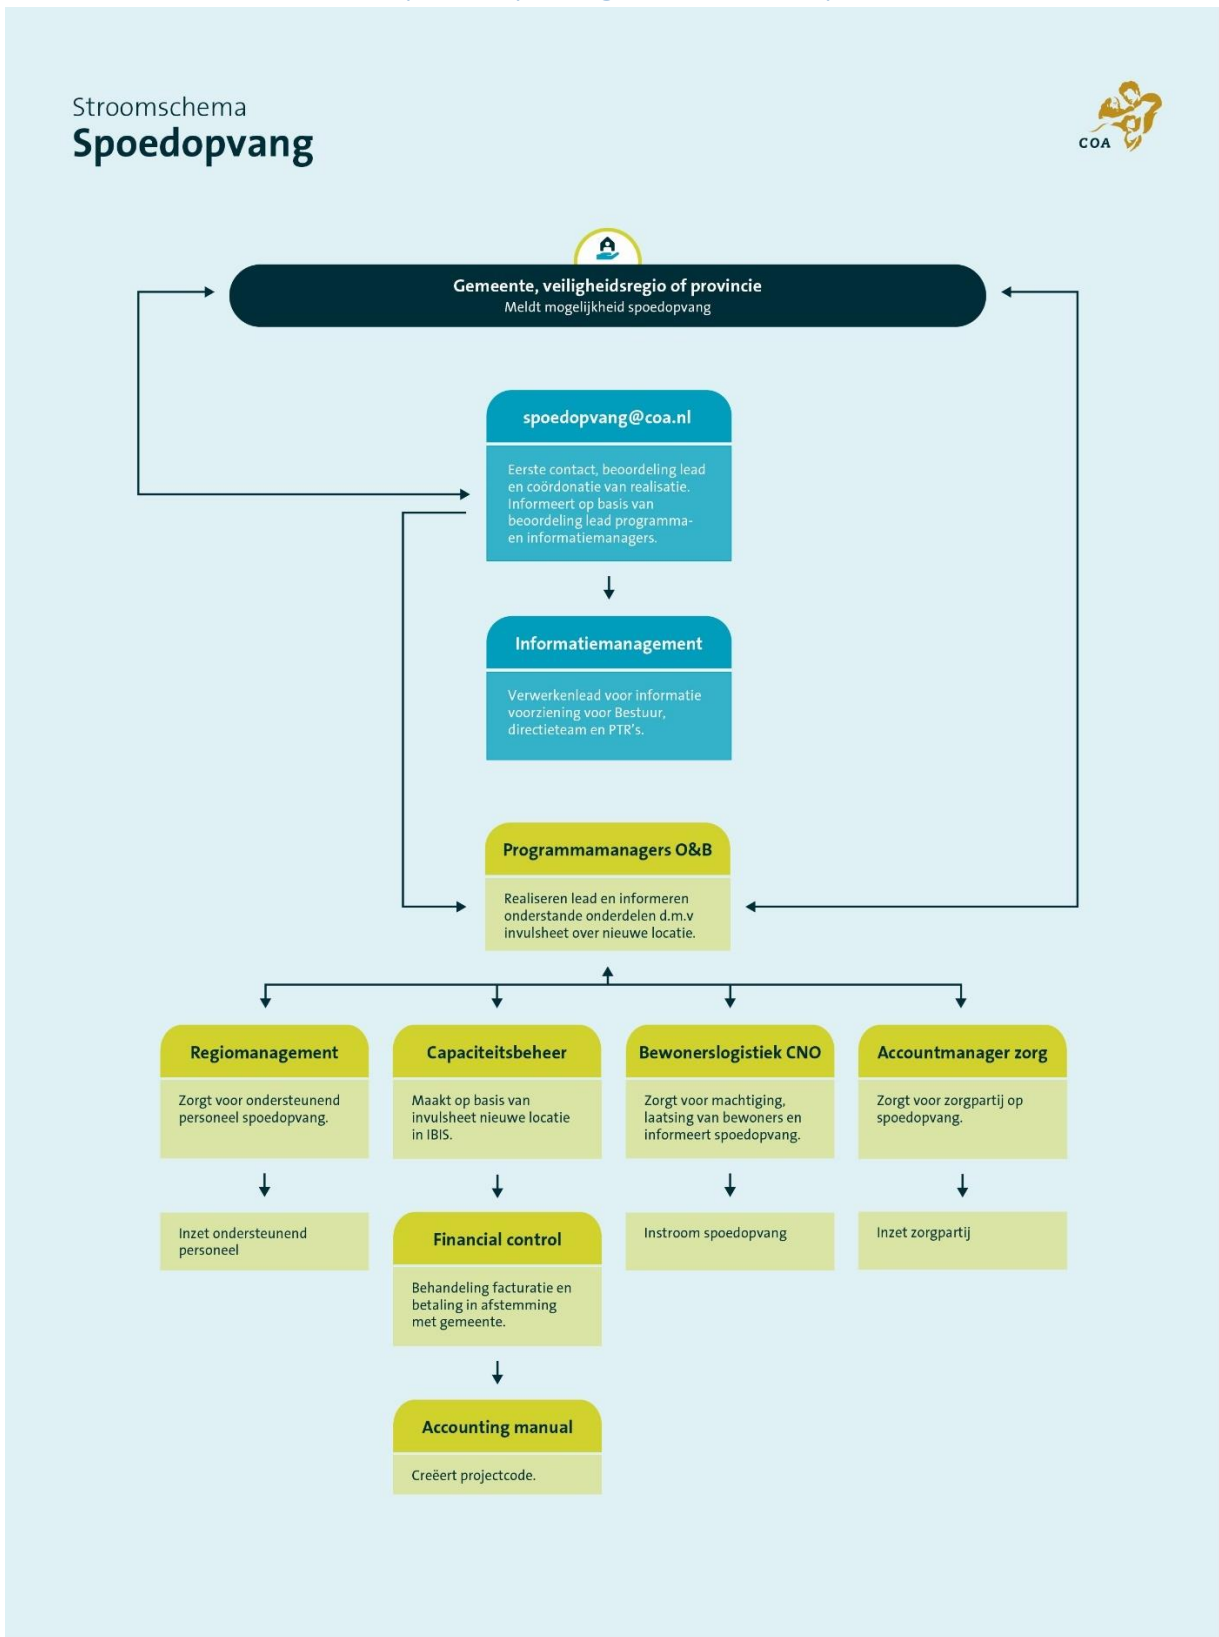 Stroomschema
Spoedopvang
COA
Gemeente, veiligheidsregio of provincie
Meldt mogelijkheid spoedopvang
spoedopvang@coa.nl
Eerste contact, beoordeling lead
en coördonatie van realisatie.
Informeert op basis van
beoordeling lead programma-
en informatiemanagers.
Informatiemanagement
Verwerkenlead voor informatie
voorziening voor Bestuur,
directieteam en PTR's.
Programmamanagers O&B
Realiseren lead en informeren
onderstande onderdelen d.m.v
invulsheet over nieuwe locatie.
Regiomanagement
Zorgt voor ondersteunend
personeel spoedopvang.
Inzet ondersteunend
personeel
Capaciteitsbeheer
Maakt op basis van
invulsheet nieuwe locatie
in IBIS.
Financial control
Behandeling facturatie en
betaling in afstemming
met gemeente.
Accounting manual
Creëert projectcode.
Bewonerslogistiek CNO
Zorgt voor machtiging,
laatsing van bewoners en
informeert spoedopvang.
Instroom spoedopvang
Accountmanager zorg
Zorgt voor zorgpartij op
spoedopvang.
Inzet zorgpartij